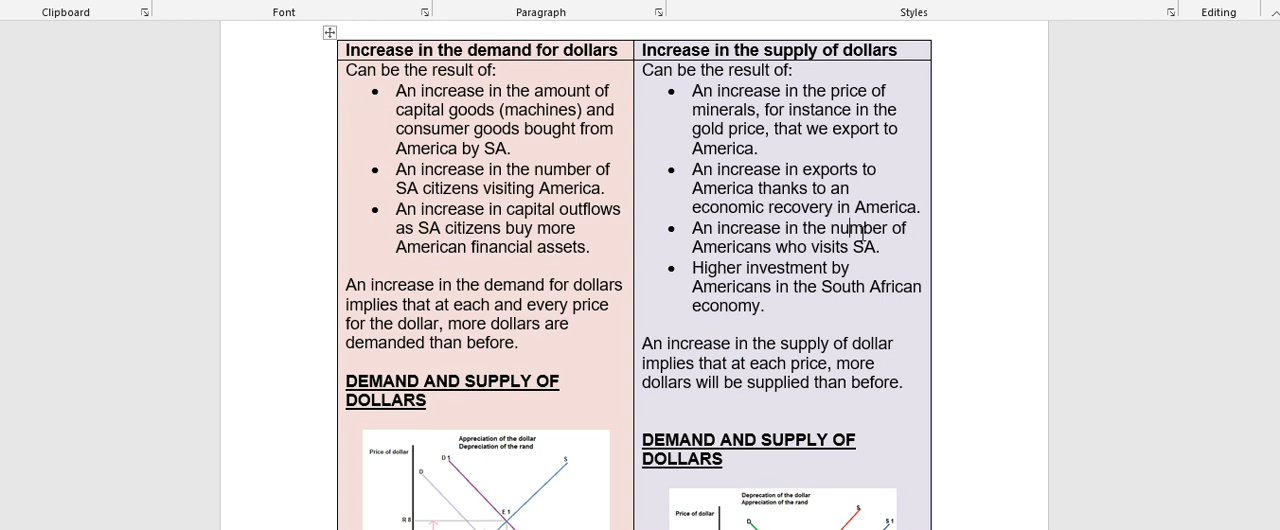 Clipboard Font Paragraph Styles Editing
Increase in the demand for dollars
Can be the result of:
• An increase in the amount of
capital goods (machines) and
consumer goods bought from
America by SA.
• An increase in the number of
SA citizens visiting America.
• An increase in capital outflows
as SA citizens buy more
American financial assets.
An increase in the demand for dollars
implies that at each and every price
for the dollar, more dollars are
demanded than before.
DEMAND AND SUPPLY OF
DOLLARS
Appreciation of the dollar
Depreciation of the rand
Price of dollar
D 1
S
D
E 1
R 8
Increase in the supply of dollars
Can be the result of:
• An increase in the price of
minerals, for instance in the
gold price, that we export to
America.
• An increase in exports to
America thanks to an
economic recovery in America.
• An increase in the number of
Americans who visits SA.
• Higher investment by
Americans in the South African
economy.
An increase in the supply of dollar
implies that at each price, more
dollars will be supplied than before.
DEMAND AND SUPPLY OF
DOLLARS
Deprecation of the dollar
Appreciation of the rand
Price of dollar
S
D
S 1